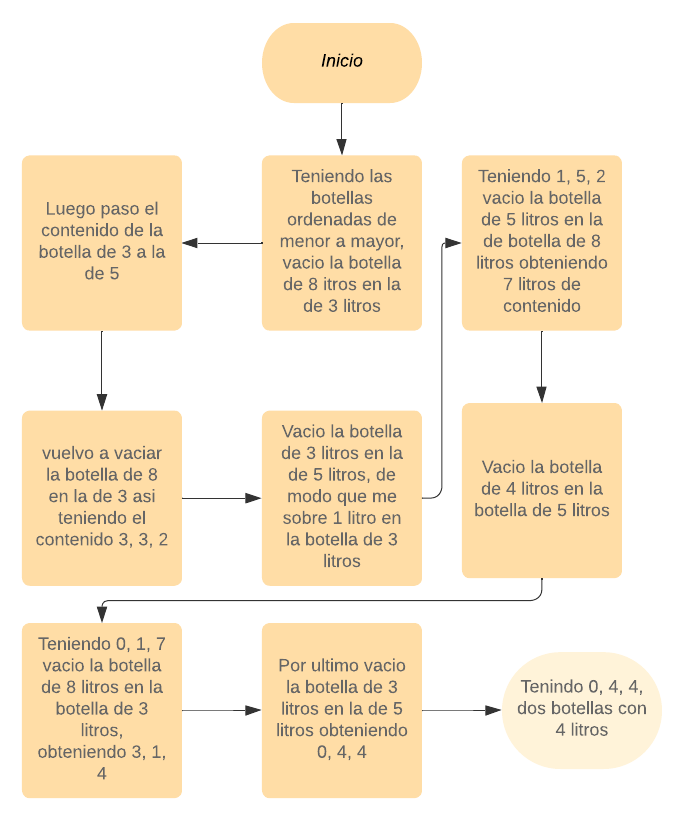 Inicio
Teniendo las
botellas
ordenadas de
menor a mayor,
vacio la botella
de 8 itros en la
de 3 litros
Luego paso el
contenido de la
botella de 3 a la
de 5
vuelvo a vaciar
la botella de 8
en la de 3 asi
teniendo el
contenido 3, 3, 2
Vacio la botella
de 3 litros en la
de 5 litros, de
modo que me
sobre 1 litro en
la botella de 3
litros
Teniendo 1, 5, 2
vacio la botella
de 5 litros en la
de botella de 8
litros obteniendo
7 litros de
contenido
Vacio la botella
de 4 litros en la
botella de 5 litros
Teniendo 0, 1, 7
vacio la botella
de 8 litros en la
botella de 3
litros,
obteniendo 3, 1,
4
Por ultimo vacio
la botella de 3
litros en la de 5
litros obteniendo
0, 4, 4
Tenindo 0, 4, 4,
dos botellas con
4 litros